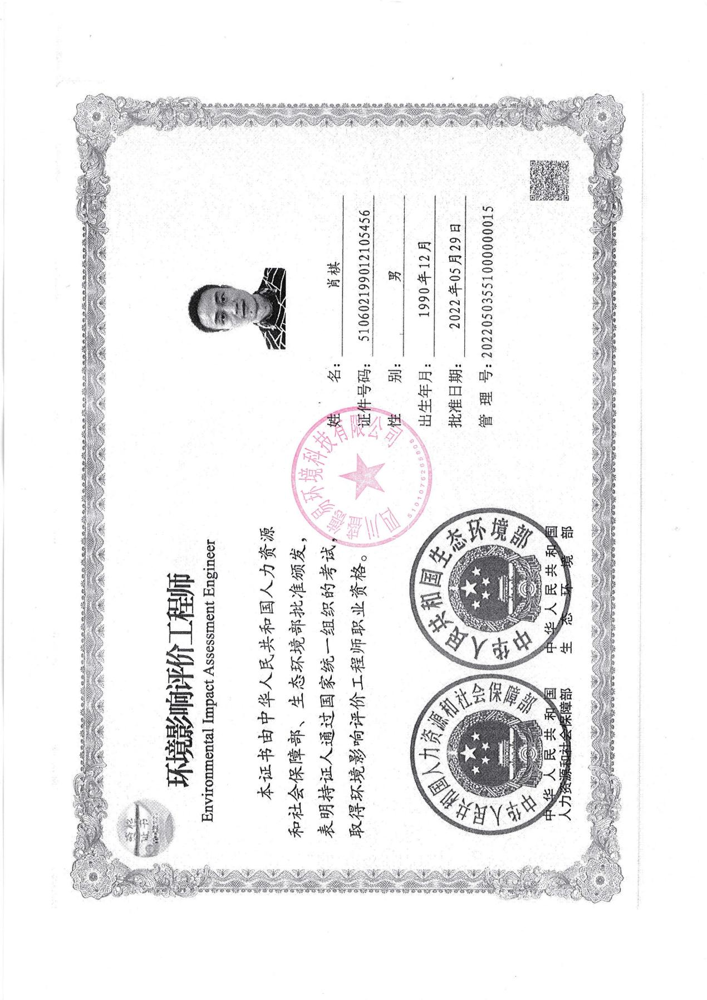 环境影响评价工程师
Environmental Impact Assessment Engineer
本证书由中华人民共和国人力资源
和社会保障部、生态环境部批准颁发，
表明持证人通过国家统一组织的考试，
取得环境影响评价工程师职业资格。
姓名：肖棋
证件号码：510602199012105456
性别：男
出生年月：1990年12月
批准日期：2022年05月29日
管理号：20220503551000000015
中华人民共和国人力资源和社会保障部
中华人民共和国
人力资源和社会保障部
中华人民共和国生态环境部
中华人民共和国
生态环境部
环境科技有限公司
5101076265808
资格
证书